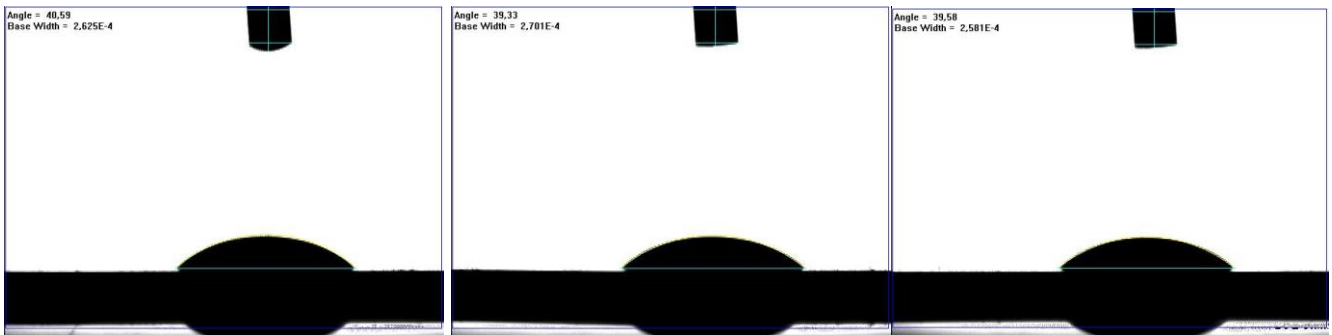 Angle = 40,59
Base Width = 2,625E-4
Angle = 39,33
Base Width = 2,701E-4
Angle = 39,58
Base Width = 2,581E-4